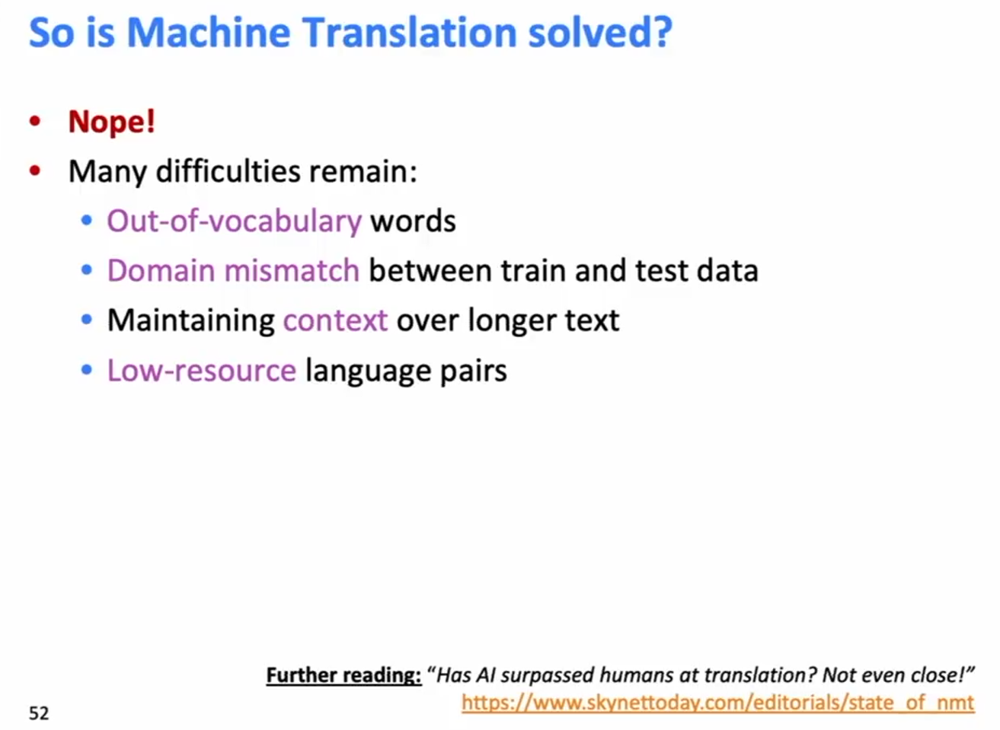 So is Machine Translation solved?
• Nope!
• Many difficulties remain:
• Out-of-vocabulary words
• Domain mismatch between train and test data
• Maintaining context over longer text
• Low-resource language pairs
Further reading: “Has AI surpassed humans at translation? Not even close!”
https://www.skynettoday.com/editorials/state_of_nmt
52